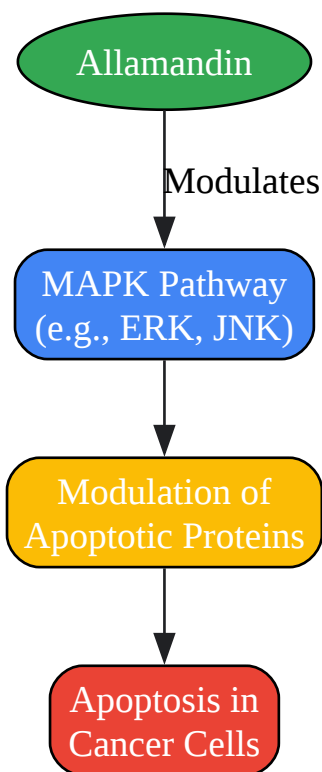 Allamandin
Modulates
MAPK Pathway
(e.g., ERK, JNK)
Modulation of
Apoptotic Proteins
Apoptosis in
Cancer Cells